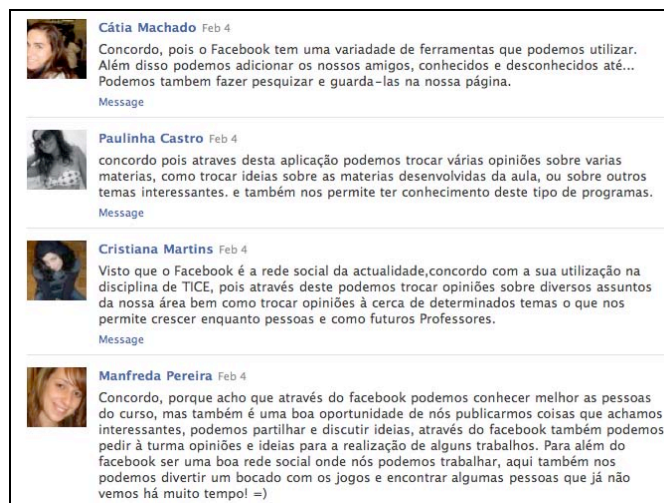 Cátia Machado Feb 4
Concordo, pois o Facebook tem uma variadade de ferramentas que podemos utilizar.
Além disso podemos adicionar os nossos amigos, conhecidos e desconhecidos até...
Podemos tambem fazer pesquizar e guarda-las na nossa página.
Message
Paulinha Castro Feb 4
concordo pois atraves desta aplicação podemos trocar várias opiniões sobre varias
materias, como trocar ideias sobre as materias desenvolvidas da aula, ou sobre outros
temas interessantes. e também nos permite ter conhecimento deste tipo de programas.
Message
Cristiana Martins Feb 4
Visto que o Facebook é a rede social da actualidade,concordo com a sua utilização na
disciplina de TICE, pois através deste podemos trocar opiniões sobre diversos assuntos
da nossa área bem como trocar opiniões à cerca de determinados temas o que nos
permite crescer enquanto pessoas e como futuros Professores.
Message
Manfreda Pereira Feb 4
Concordo, porque acho que através do facebook podemos conhecer melhor as pessoas
do curso, mas também é uma boa oportunidade de nós publicarmos coisas que achamos
interessantes, podemos partilhar e discutir ideias, através do facebook também podemos
pedir à turma opiniões e ideias para a realização de alguns trabalhos. Para além do
facebook ser uma boa rede social onde nós podemos trabalhar, aqui também nos
podemos divertir um bocado com os jogos e encontrar algumas pessoas que já não
vemos há muito tempo! =)